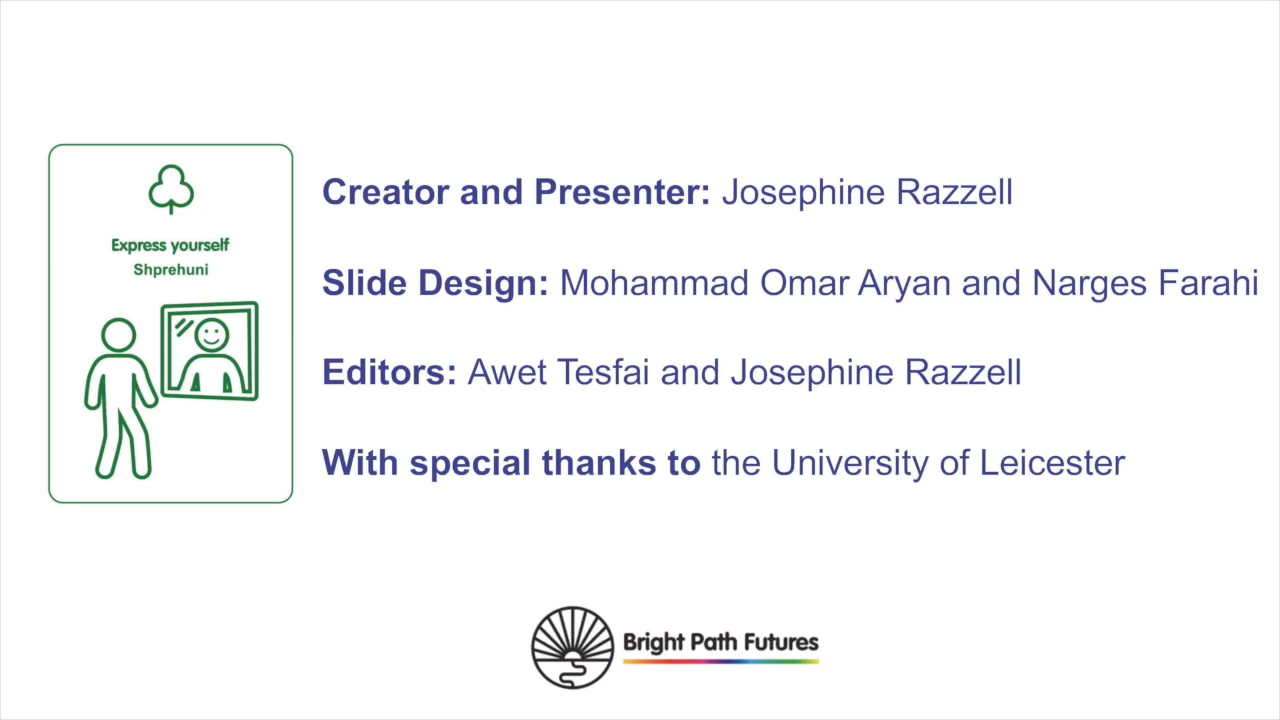 Express yourself
Shprehuni
Creator and Presenter: Josephine Razzell
Slide Design: Mohammad Omar Aryan and Narges Farahi
Editors: Awet Tesfai and Josephine Razzell
With special thanks to the University of Leicester
Bright Path Futures